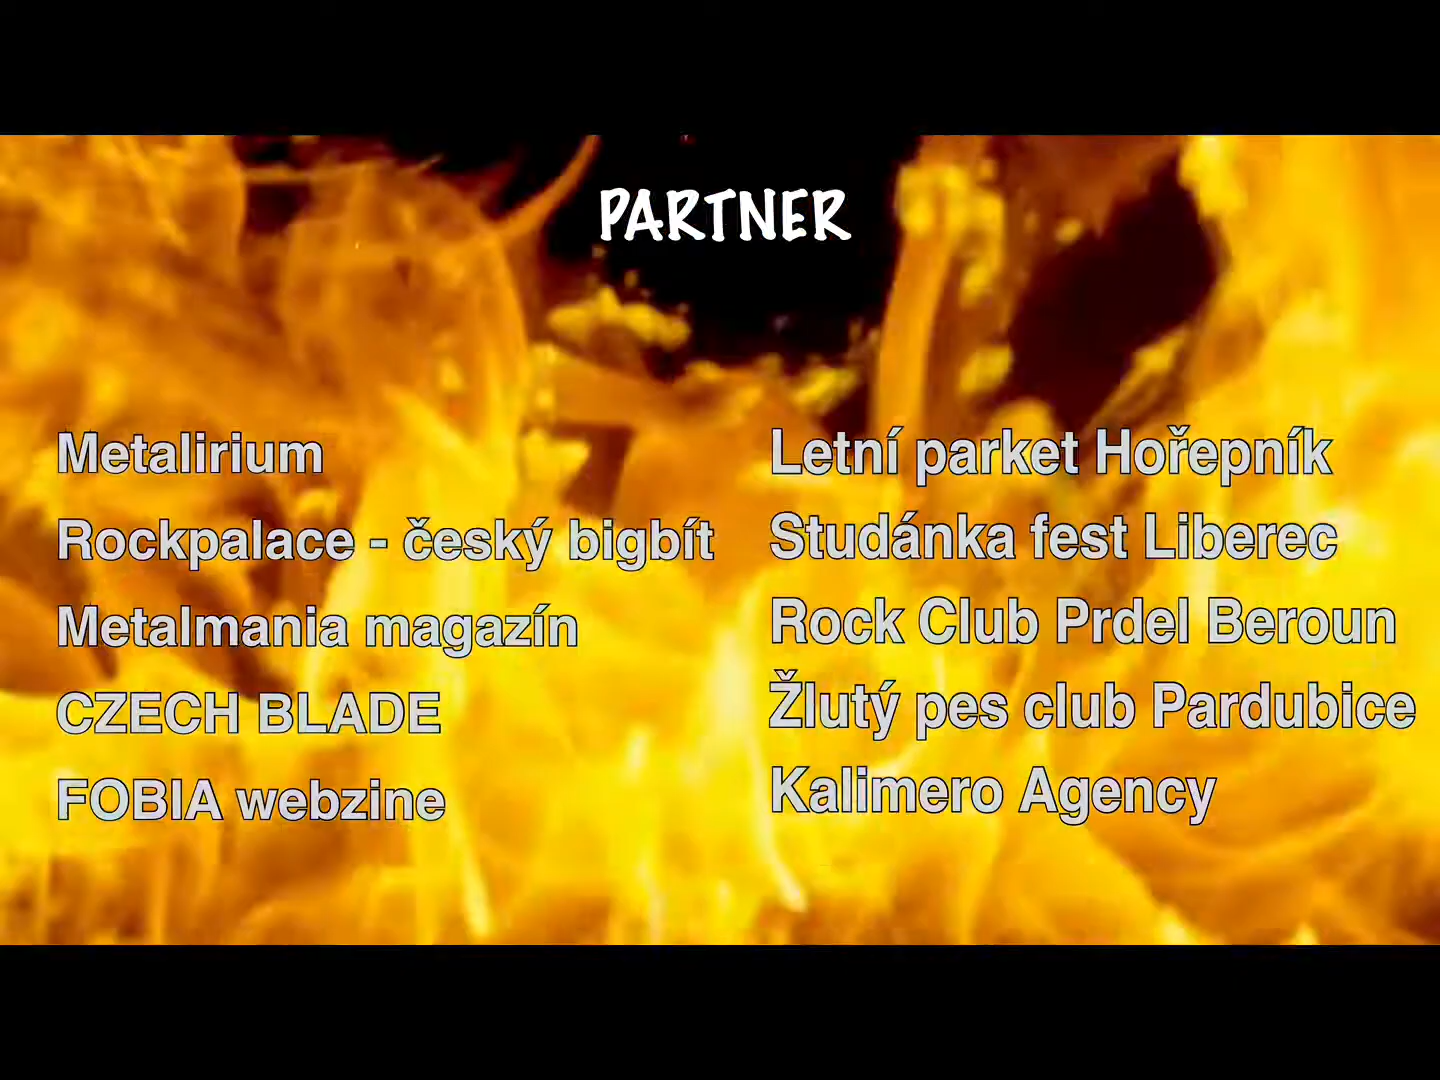 PARTNER
Metalirium
Rockpalace - český bigbít
Metalmania magazín
CZECH BLADE
FOBIA webzine
Letní parket Hořepník
Studánka fest Liberec
Rock Club Prdel Beroun
Žlutý pes club Pardubice
Kalimero Agency